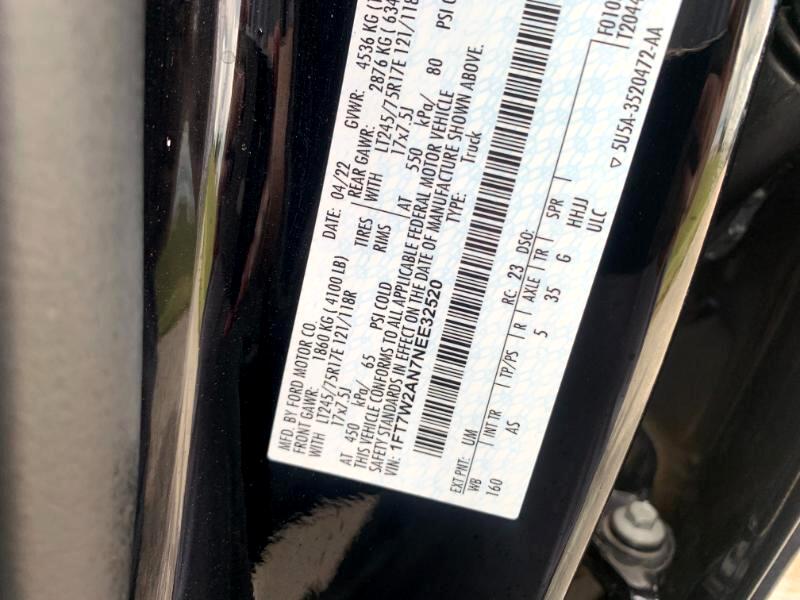 MFD. BY FORD MOTOR CO.
DATE: 04/22 GVWR: 4536 KG
FRONT GAWR: 1860 KG ( 4100 LB) REAR GAWR: 2876 KG ( 634
WITH LT245/75R17E 121/118R TIRES WITH LT245/75R17E 121/118
17x7.5J RIMS 17x7.5J
AT 450 kPa/ 65 PSI COLD AT 550 kPa/ 80 PSI C
THIS VEHICLE CONFORMS TO ALL APPLICABLE FEDERAL MOTOR VEHICLE
SAFETY STANDARDS IN EFFECT ON THE DATE OF MANUFACTURE SHOWN ABOVE.
VIN: 1FT7W2AN7NEE32520 TYPE: Truck
F010
T2044
EXT PNT: UM RC: 23 DSO:
WB INT TR TP/PS R AXLE TR SPR
160 AS 5 35 G HHJJ
ULC
▽ 5U5A-3520472-AA